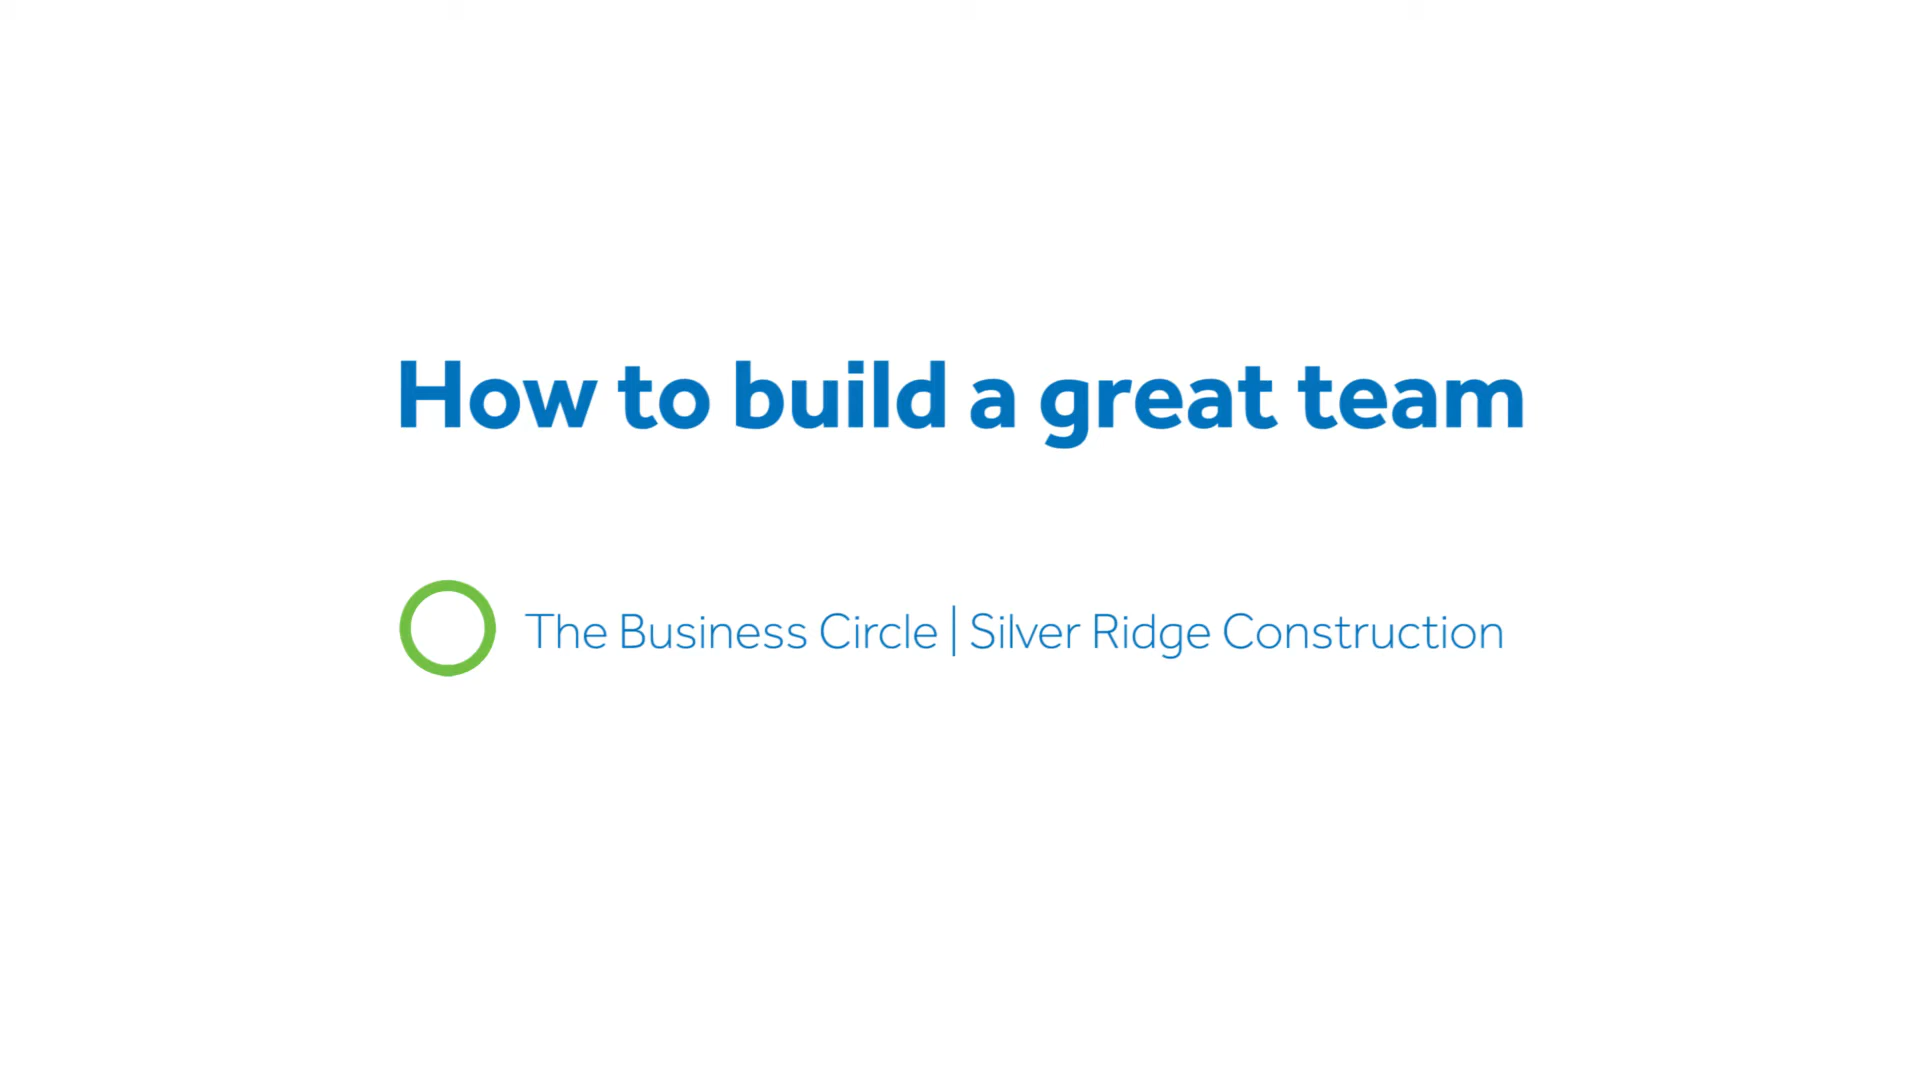 How to build a great team
The Business Circle | Silver Ridge Construction